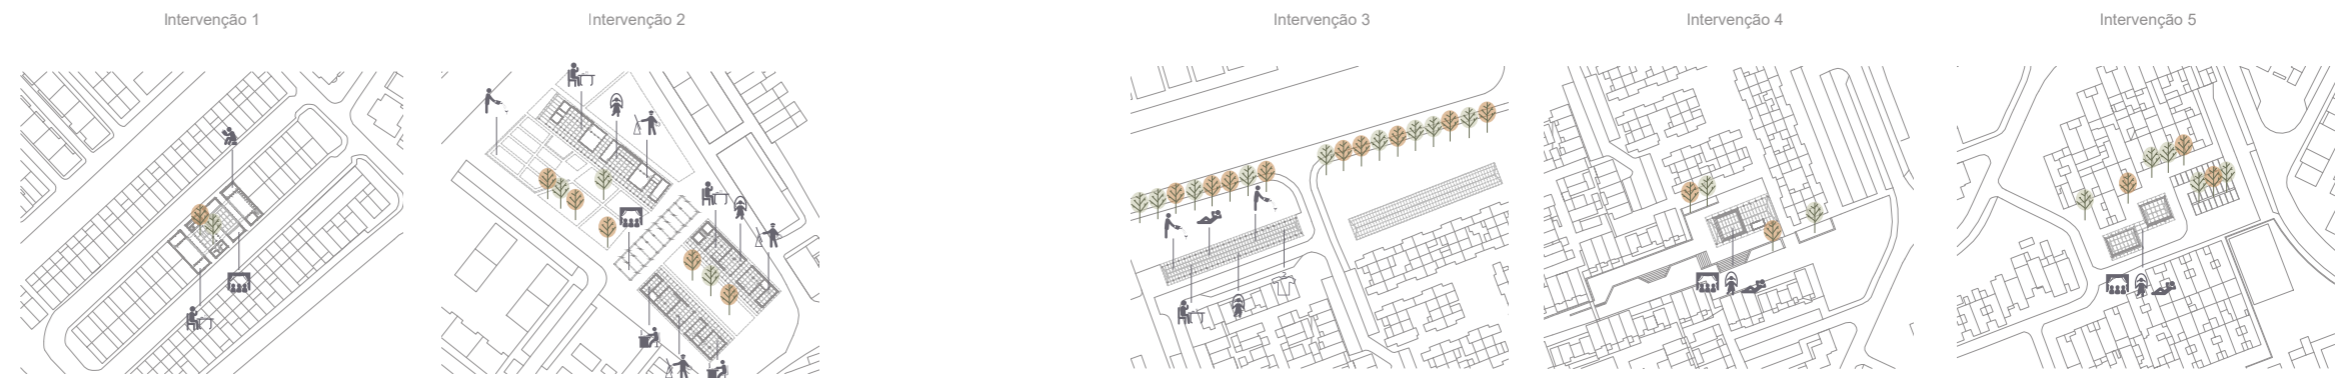 Intervenção 1
Intervenção 2
Intervenção 3
Intervenção 4
Intervenção 5